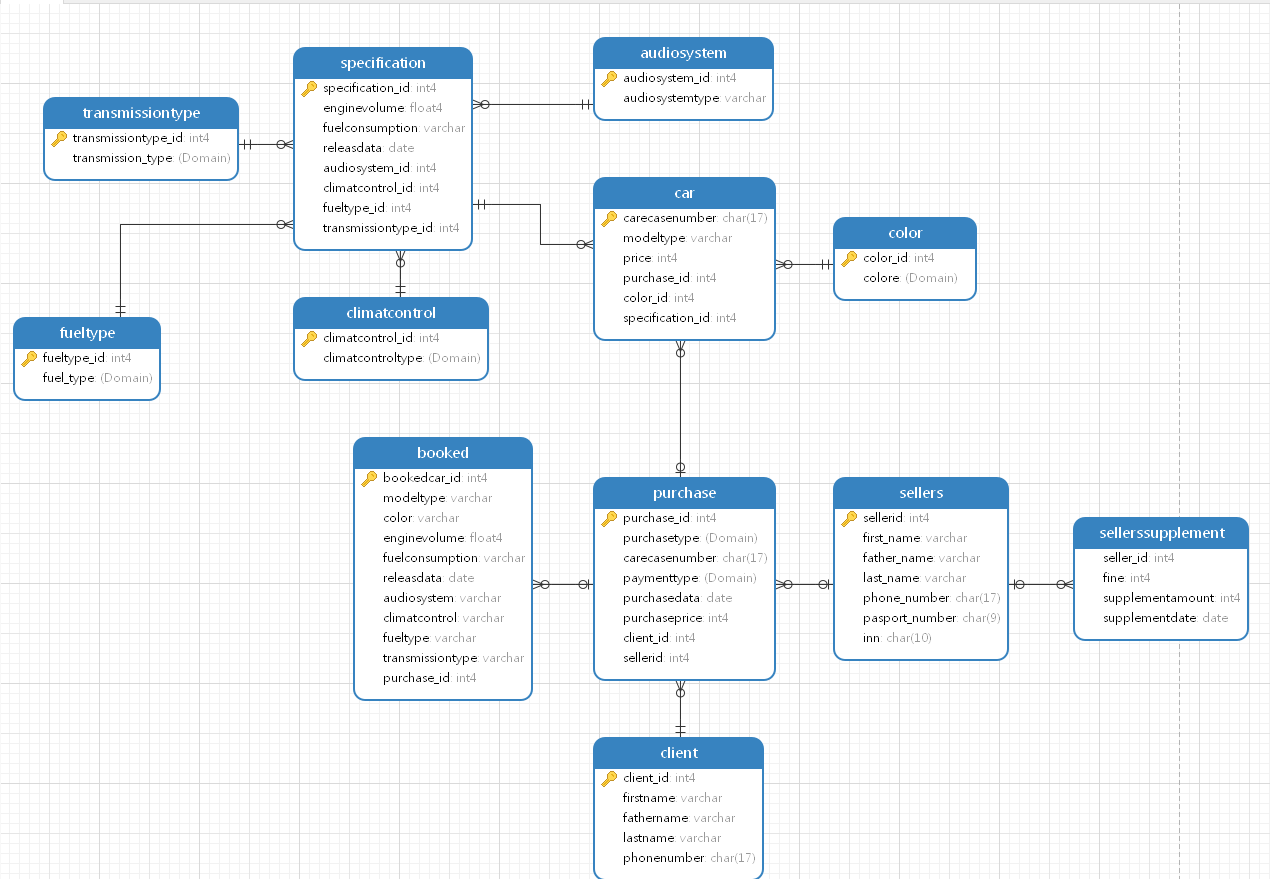 specification
specification_id: int4
enginevolume: float4
fuelconsumption: varchar
releasdata: date
audiosystem_id: int4
climatcontrol_id: int4
fueltype_id: int4
transmissiontype_id: int4
audiosystem
audiosystem_id: int4
audiosystemtype: varchar
transmissiontype
transmissiontype_id: int4
transmission_type: (Domain)
car
carecasenumber: char(17)
modeltype: varchar
price: int4
purchase_id: int4
color_id: int4
specification_id: int4
color
color_id: int4
colore: (Domain)
fueltype
fueltype_id: int4
fuel_type: (Domain)
climatcontrol
climatcontrol_id: int4
climatcontroltype: (Domain)
booked
bookedcar_id: int4
modeltype: varchar
color: varchar
enginevolume: float4
fuelconsumption: varchar
releasdata: date
audiosystem: varchar
climatcontrol: varchar
fueltype: varchar
transmissiontype: varchar
purchase_id: int4
purchase
purchase_id: int4
purchasetype: (Domain)
carecasenumber: char(17)
paymenttype: (Domain)
purchasedata: date
purchaseprice: int4
client_id: int4
sellerid: int4
sellers
sellerid: int4
first_name: varchar
father_name: varchar
last_name: varchar
phone_number: char(17)
pasport_number: char(9)
inn: char(10)
sellerssupplement
seller_id: int4
fine: int4
supplementamount: int4
supplementdate: date
client
client_id: int4
firstname: varchar
fathername: varchar
lastname: varchar
phonenumber: char(17)